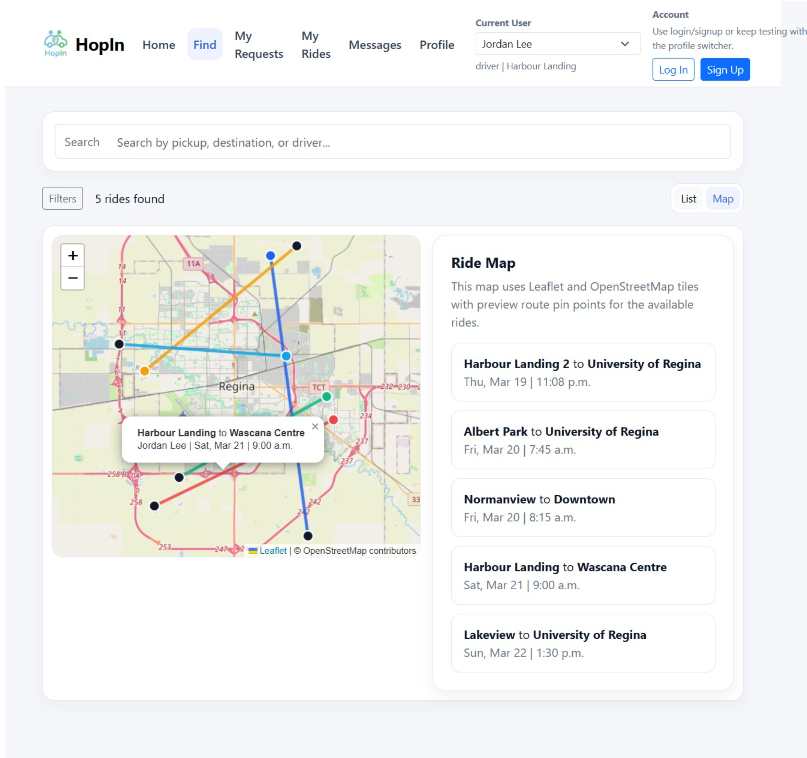 HopIn
HopIn
Home
Find
My
Requests
My
Rides
Messages
Profile
Current User
Jordan Lee
driver | Harbour Landing
Account
Use login/signup or keep testing with
the profile switcher.
Log In
Sign Up
Search
Search by pickup, destination, or driver...
Filters
5 rides found
List
Map
+
−
11A
14
14
11
11
Regina
TCT
232-230
234
237
237
Harbour Landing to Wascana Centre
×
Jordan Lee | Sat, Mar 21 | 9:00 a.m.
258
242
242
33
253
247
Leaflet | © OpenStreetMap contributors
Ride Map
This map uses Leaflet and OpenStreetMap tiles
with preview route pin points for the available
rides.
Harbour Landing 2 to University of Regina
Thu, Mar 19 | 11:08 p.m.
Albert Park to University of Regina
Fri, Mar 20 | 7:45 a.m.
Normanview to Downtown
Fri, Mar 20 | 8:15 a.m.
Harbour Landing to Wascana Centre
Sat, Mar 21 | 9:00 a.m.
Lakeview to University of Regina
Sun, Mar 22 | 1:30 p.m.